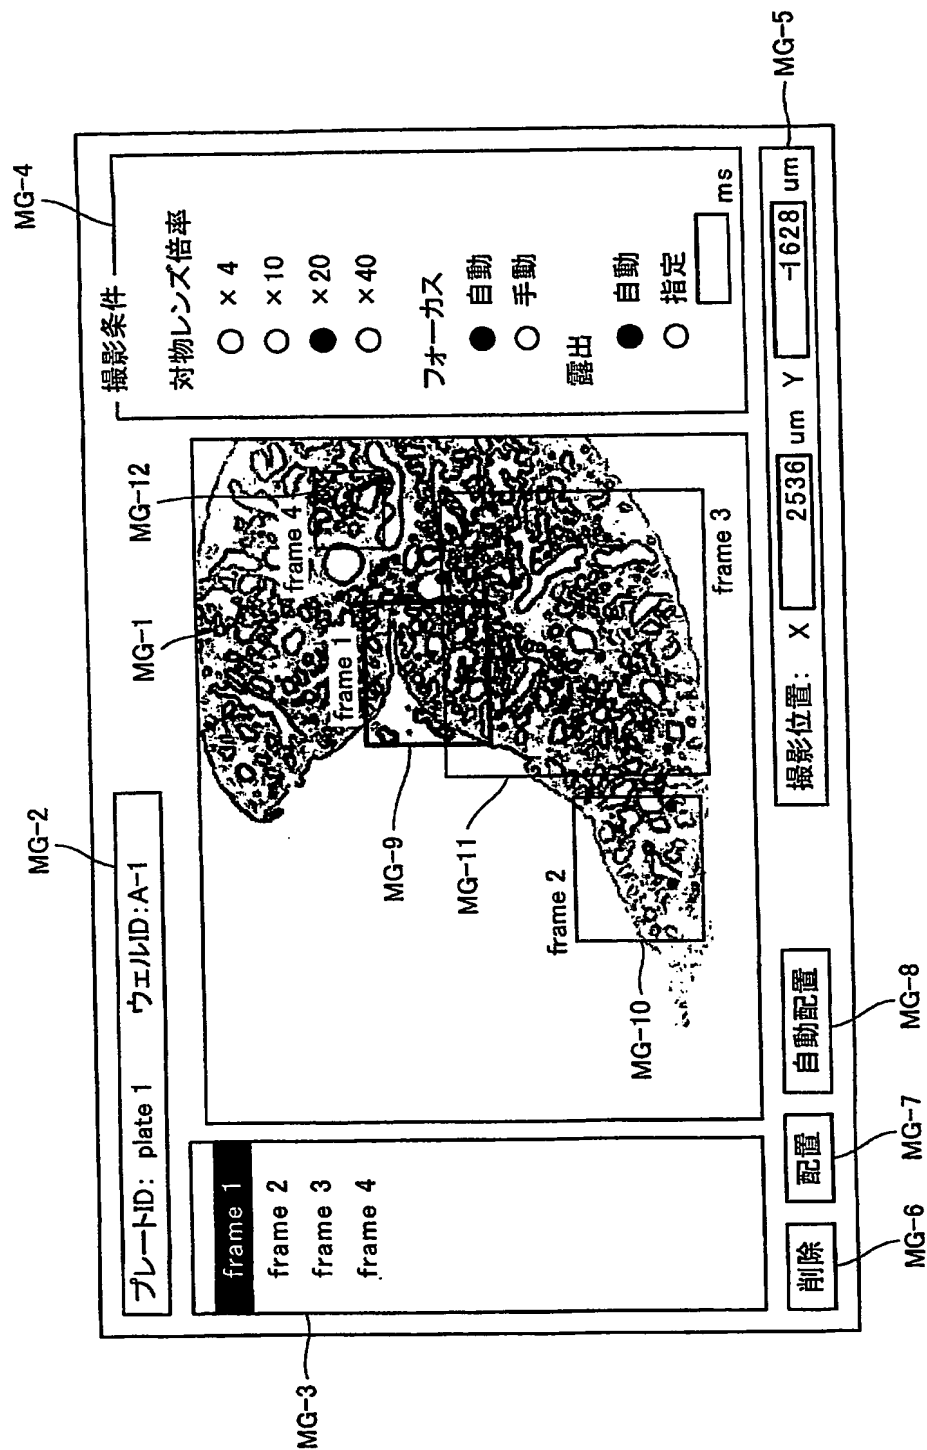 MG-2
MG-1
MG-12
MG-4
プレートID: plate 1 ウェルID:A-1
frame 1
frame 2
frame 3
frame 4
MG-3
frame 1
frame 4
frame 2
frame 3
MG-9
MG-11
MG-10
撮影条件
対物レンズ倍率
×4
×10
×20
×40
フォーカス
自動
手動
露出
自動
指定
ms
削除
配置
自動配置
撮影位置: X 2536 um Y -1628 um
MG-6
MG-7
MG-8
MG-5